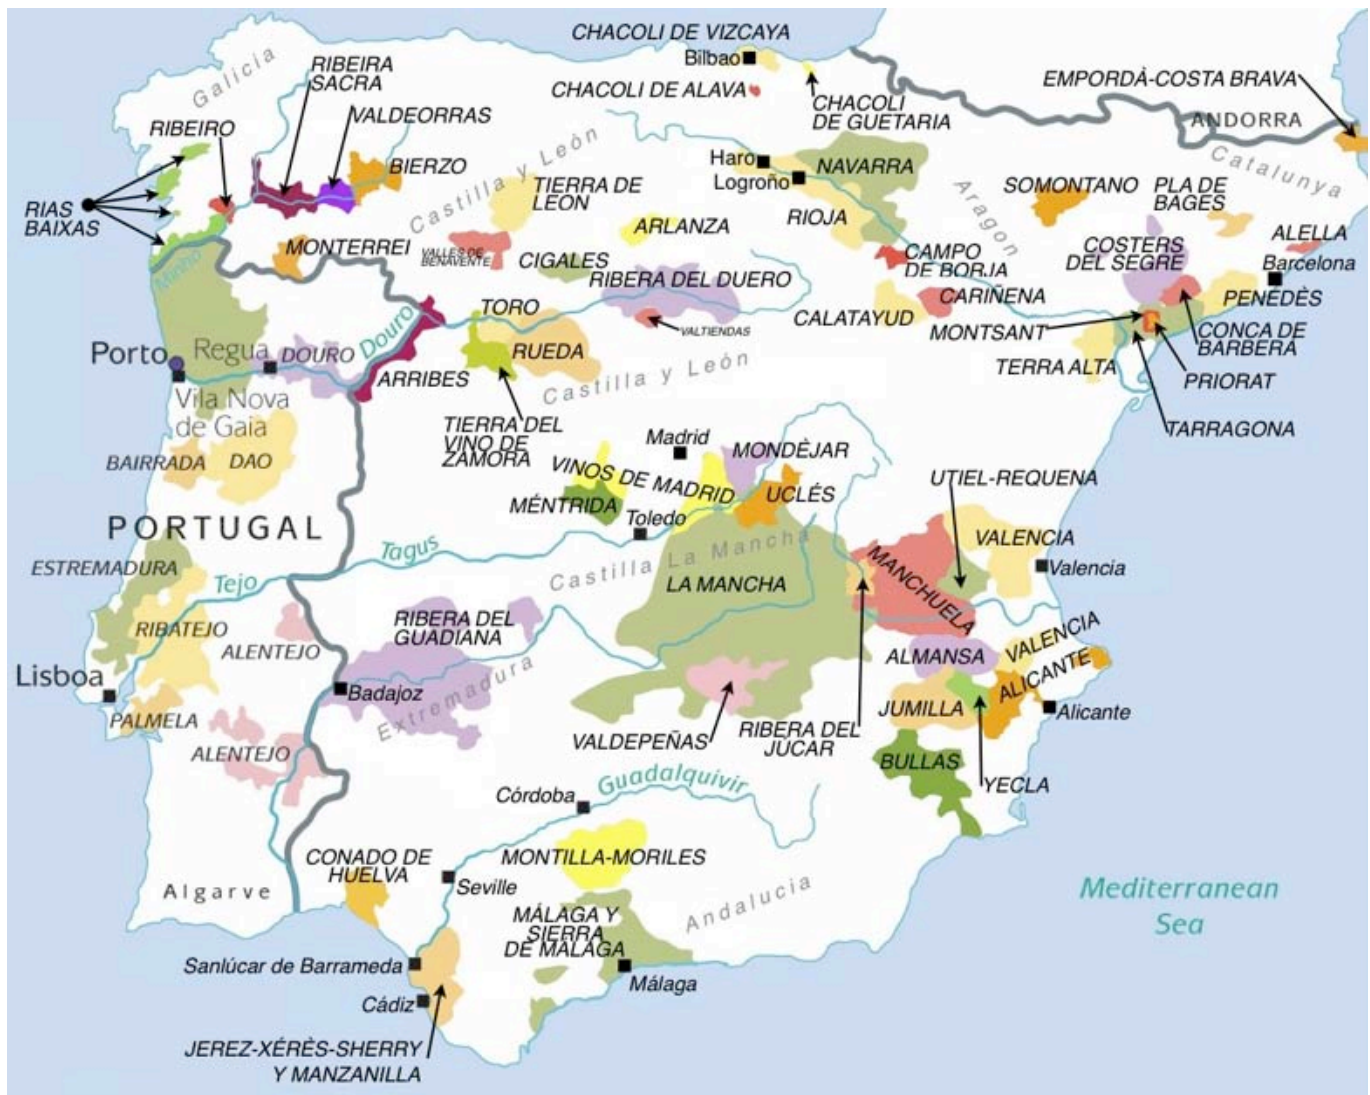 CHACOLI DE VIZCAYA
Bilbao
CHACOLI DE ALAVA
CHACOLI
DE GUETARIA
EMPORDÀ-COSTA BRAVA
ANDORRA
Galicia
RIBEIRA
SACRA
VALDEORRAS
RIBEIRO
BIERZO
RIAS
BAIXAS
MONTERREI
Minho
Castilla y Leòn
TIERRA DE
LEON
VALLES DE
BENAVENTE
CIGALES
ARLANZA
RIBERA DEL DUERO
VALTIENDAS
Haro
Logroño
NAVARRA
RIOJA
Aragon
CAMPO
DE BORJA
CARIÑENA
CALATAYUD
SOMONTANO
Catalunya
PLA DE
BAGES
COSTERS
DEL SEGRE
ALELLA
Barcelona
PENEDÈS
CONCA DE
BARBERÀ
MONTSANT
TERRA ALTA
PRIORAT
TARRAGONA
Porto
Regua
DOURO
Douro
Vila Nova
de Gaia
ARRIBES
TORO
RUEDA
TIERRA DEL
VINO DE
ZAMORA
Castilla y León
BAIRRADA
DAO
PORTUGAL
Madrid
MONDÈJAR
VINOS DE MADRID
UCLÉS
MÉNTRIDA
Toledo
Tagus
Castilla La Mancha
LA MANCHA
UTIEL-REQUENA
VALENCIA
Valencia
MANCHUELA
ESTREMADURA
Tejo
RIBATEJO
ALENTEJO
Lisboa
PALMELA
ALENTEJO
RIBERA DEL
GUADIANA
Badajoz
Extremadura
VALDEPEÑAS
RIBERA DEL
JÚCAR
ALMANSA
VALENCIA
ALICANTE
Alicante
JUMILLA
BULLAS
YECLA
Córdoba
Guadalquivir
CONADO DE
HUELVA
Seville
MONTILLA-MORILES
Algarve
MÁLAGA Y
SIERRA
DE MÁLAGA
Andalucia
Málaga
Sanlúcar de Barrameda
Cádiz
JEREZ-XÉRÈS-SHERRY
Y MANZANILLA
Mediterranean
Sea